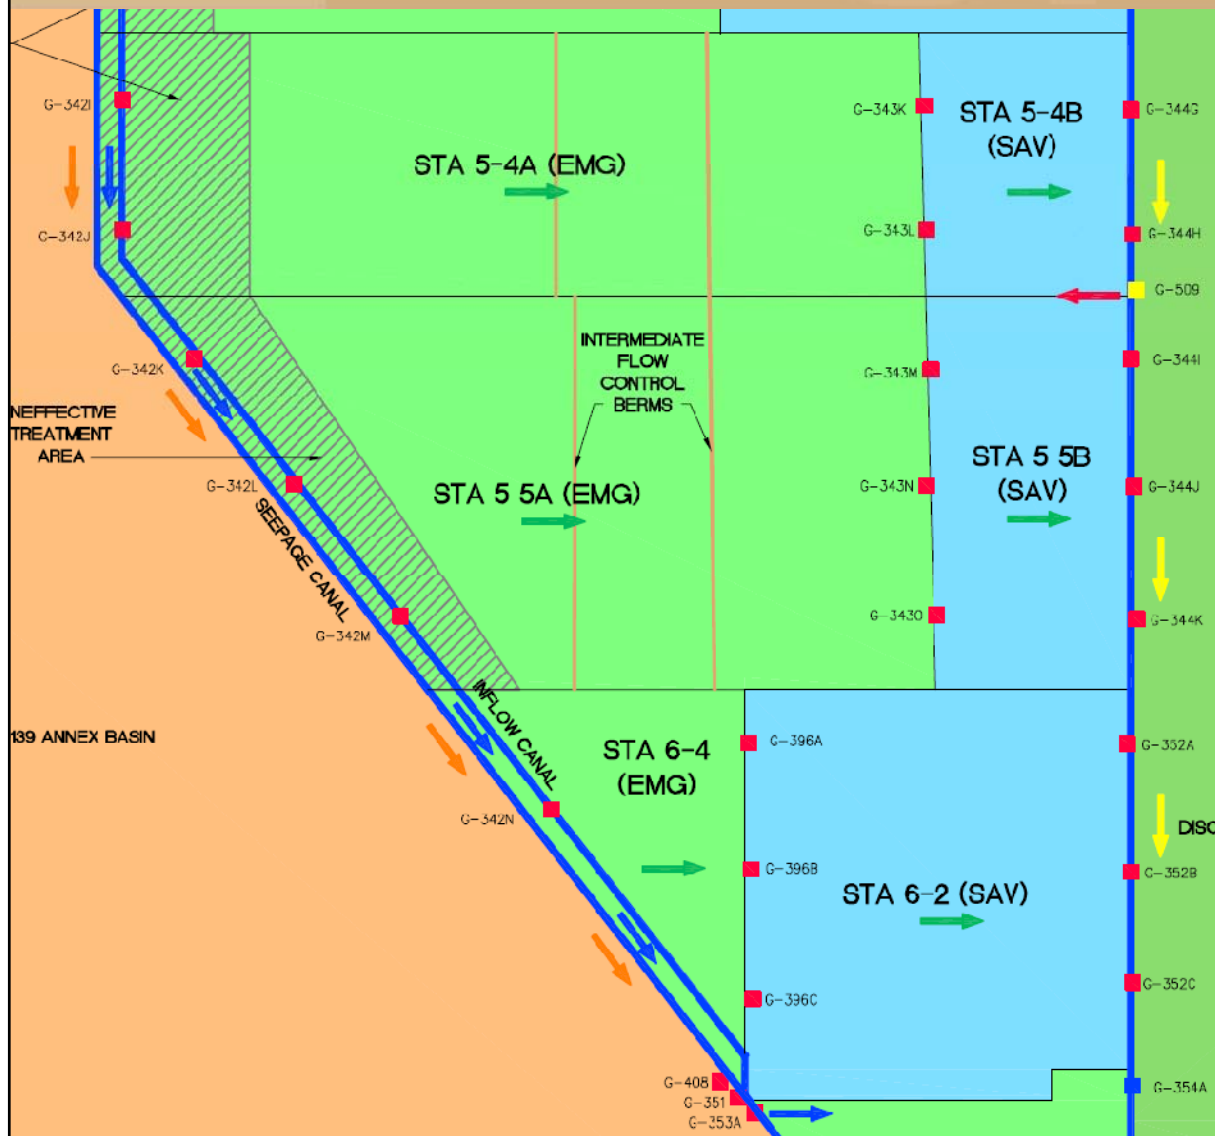 G-342I
G-343K
STA 5-4B
(SAV)
G-344G
STA 5-4A (EMG)
G-342J
G-343L
G-344H
G-509
INTERMEDIATE
FLOW
CONTROL
BERMS
G-342K
G-343M
G-344I
NEFFECTIVE
TREATMENT
AREA
STA 5 5B
(SAV)
G-342L
STA 5 5A (EMG)
G-343N
G-344J
SEEPAGE CANAL
G-342M
G-343O
G-344K
INFLOW CANAL
139 ANNEX BASIN
STA 6-4
(EMG)
G-396A
G-352A
G-342N
DISC
G-396B
G-352B
STA 6-2 (SAV)
G-396C
G-352C
G-408
G-351
G-353A
G-354A